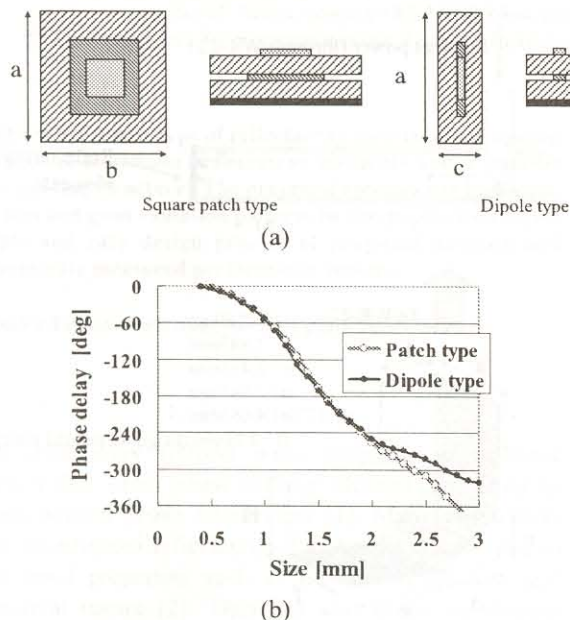 a
b
Square patch type
a
c
Dipole type
(a)
Phase delay [deg]
0
-60
-120
-180
-240
-300
-360
Patch type
Dipole type
0
0.5
1
1.5
2
2.5
3
Size [mm]
(b)